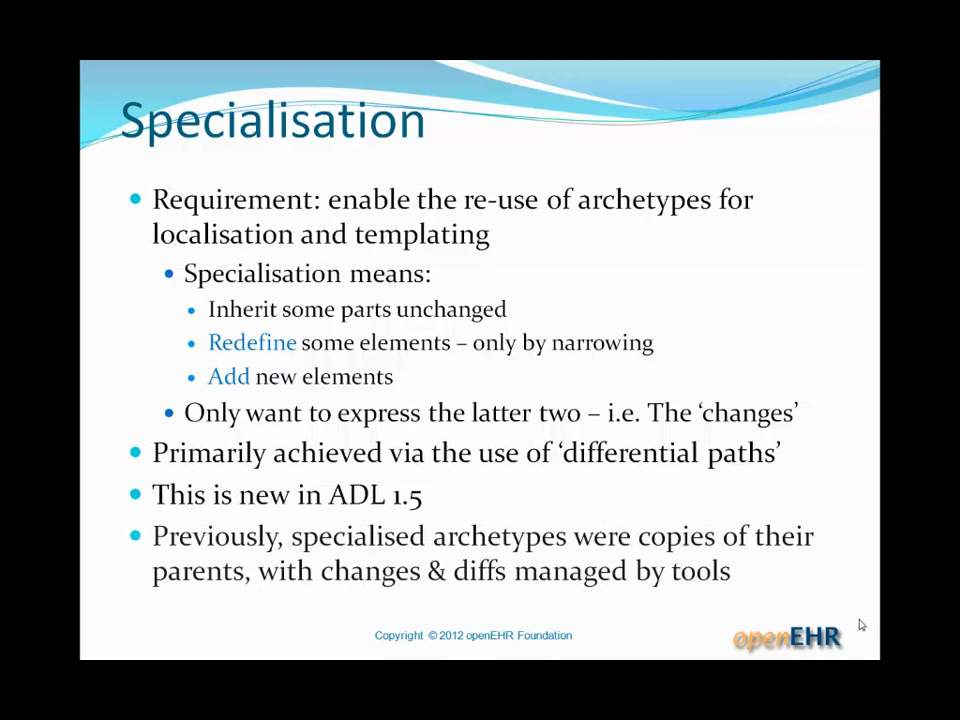 Specialisation
Requirement: enable the re-use of archetypes for
localisation and templating
Specialisation means:
Inherit some parts unchanged
Redefine some elements – only by narrowing
Add new elements
Only want to express the latter two – i.e. The ‘changes’
Primarily achieved via the use of ‘differential paths’
This is new in ADL 1.5
Previously, specialised archetypes were copies of their
parents, with changes & diffs managed by tools
Copyright © 2012 openEHR Foundation
openEHR